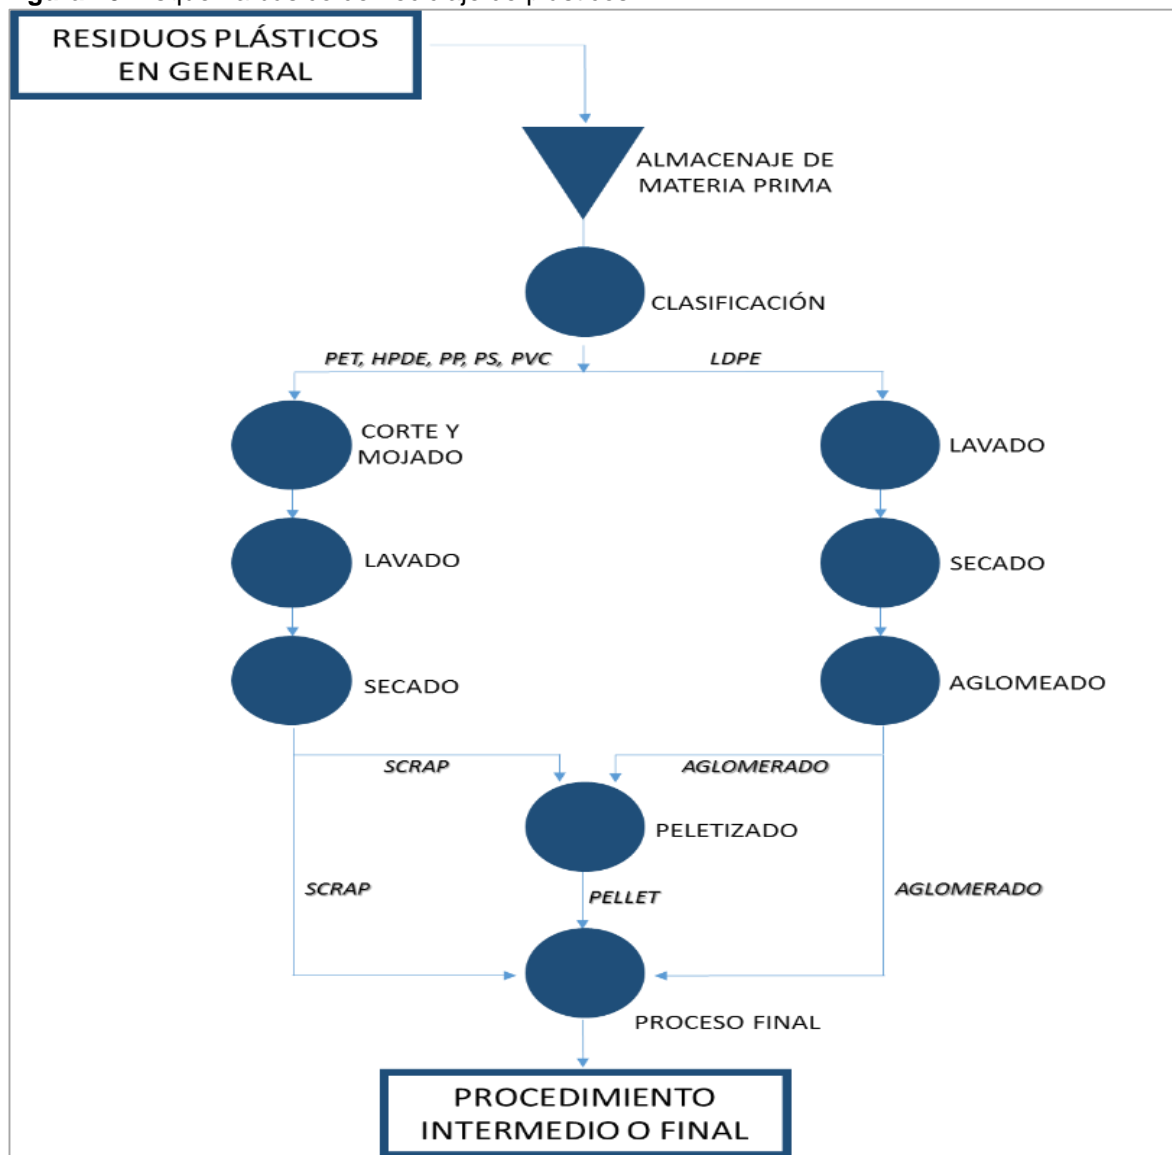 RESIDUOS PLÁSTICOS
EN GENERAL
ALMACENAJE DE
MATERIA PRIMA
CLASIFICACIÓN
PET, HPDE, PP, PS, PVC
LDPE
CORTE Y
MOJADO
LAVADO
LAVADO
SECADO
SECADO
AGLOMEADO
SCRAP
AGLOMERADO
PELETIZADO
SCRAP
PELLET
AGLOMERADO
PROCESO FINAL
PROCEDIMIENTO
INTERMEDIO O FINAL